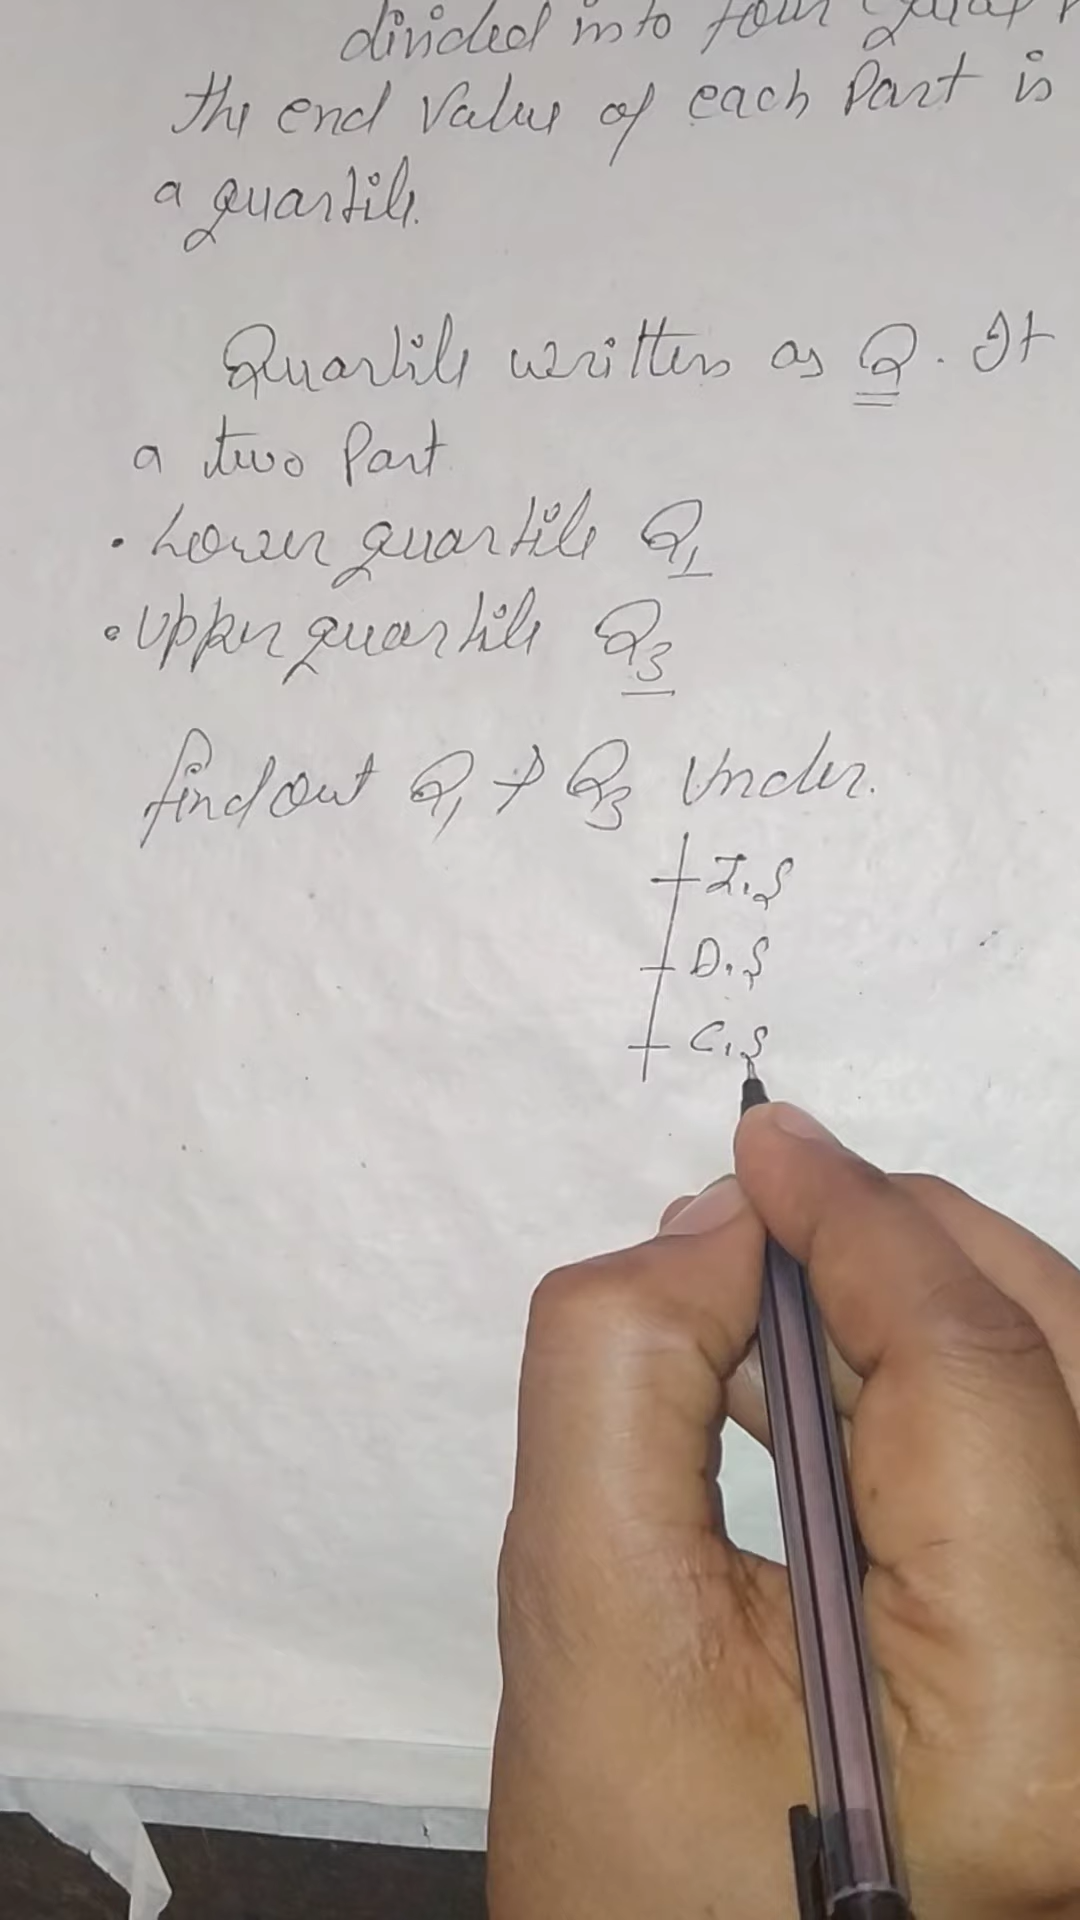 divided into four equal
the end value of each Part is
a quartile.
Quartile written as Q. It
a two Part
• Lower quartile Q1
• Upper quartile Q3
find out Q1 + Q3 Under.
I.S
D.S
C.S